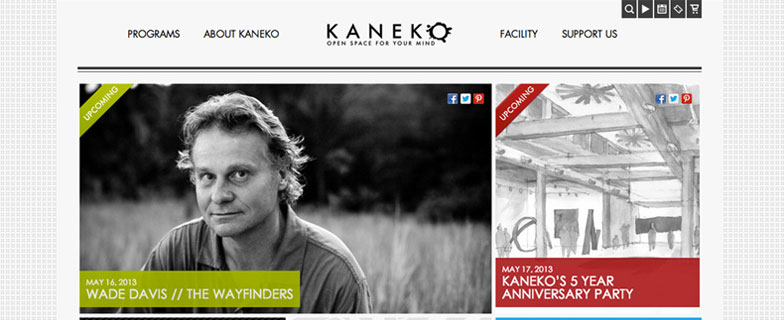 PROGRAMS
ABOUT KANEKO
KANEKO
OPEN SPACE FOR YOUR MIND
FACILITY
SUPPORT US
UPCOMING
MAY 16, 2013
WADE DAVIS // THE WAYFINDERS
UPCOMING
MAY 17, 2013
KANEKO'S 5 YEAR
ANNIVERSARY PARTY